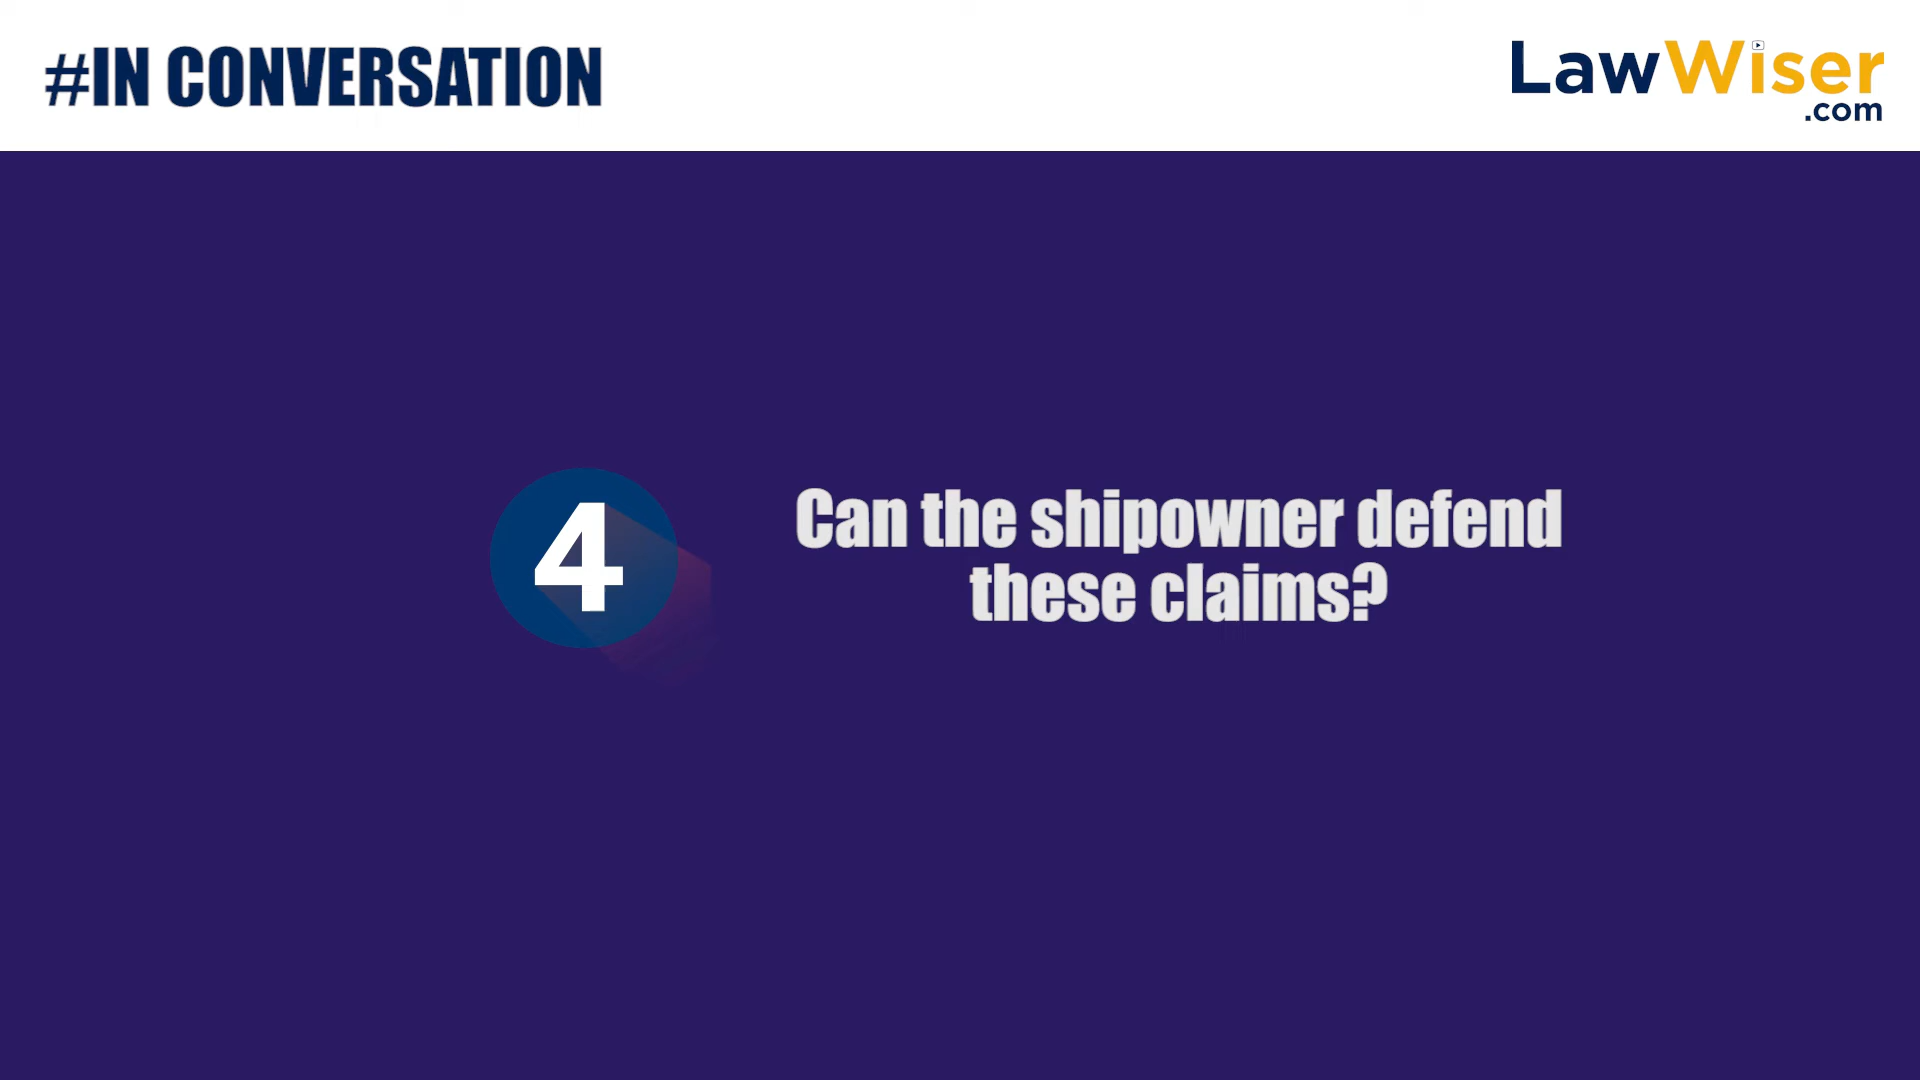 #IN CONVERSATION
LawWiser
.com
4
Can the shipowner defend
these claims?